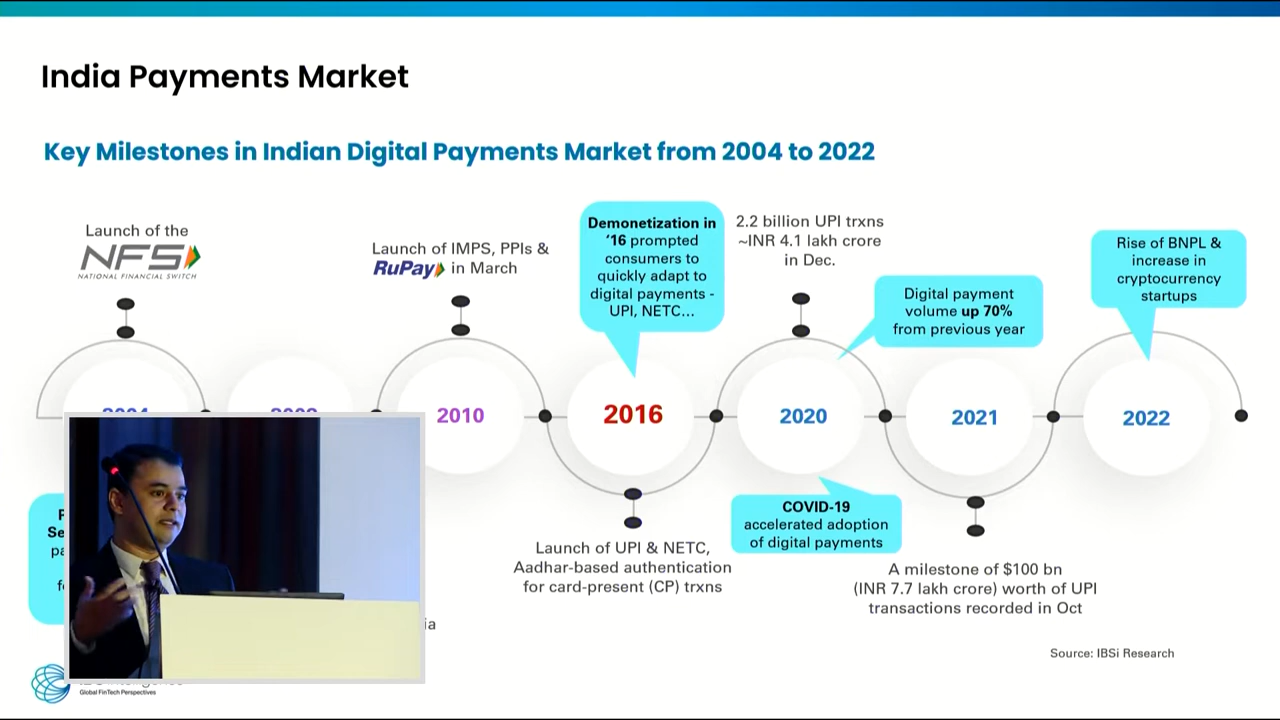 India Payments Market
Key Milestones in Indian Digital Payments Market from 2004 to 2022
Launch of the
NFS
NATIONAL FINANCIAL SWITCH
Launch of IMPS, PPIs &
RuPay in March
Demonetization in
‘16 prompted
consumers to
quickly adapt to
digital payments -
UPI, NETC...
2.2 billion UPI trxns
~INR 4.1 lakh crore
in Dec.
Digital payment
volume up 70%
from previous year
Rise of BNPL &
increase in
cryptocurrency
startups
2004
2010
2016
2020
2021
2022
COVID-19
accelerated adoption
of digital payments
Launch of UPI & NETC,
Aadhar-based authentication
for card-present (CP) trxns
A milestone of $100 bn
(INR 7.7 lakh crore) worth of UPI
transactions recorded in Oct
Source: IBSi Research
Global FinTech Perspectives